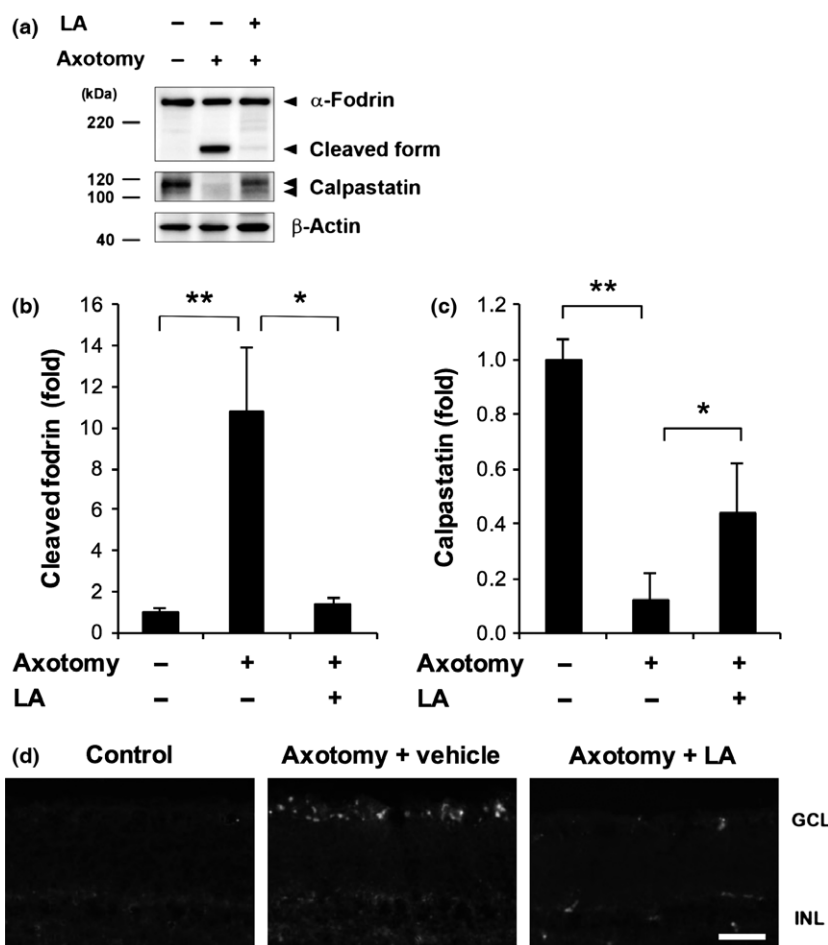 (a)
LA – – +
Axotomy – + +
(kDa)
220
α-Fodrin
Cleaved form
120
100
Calpastatin
40
β-Actin
(b)
Cleaved fodrin (fold)
16
14
12
10
8
6
4
2
0
** *
Axotomy – + +
LA – – +
(c)
Calpastatin (fold)
1.2
1.0
0.8
0.6
0.4
0.2
0.0
**
*
Axotomy – + +
LA – – +
(d)
Control Axotomy + vehicle Axotomy + LA
GCL
INL